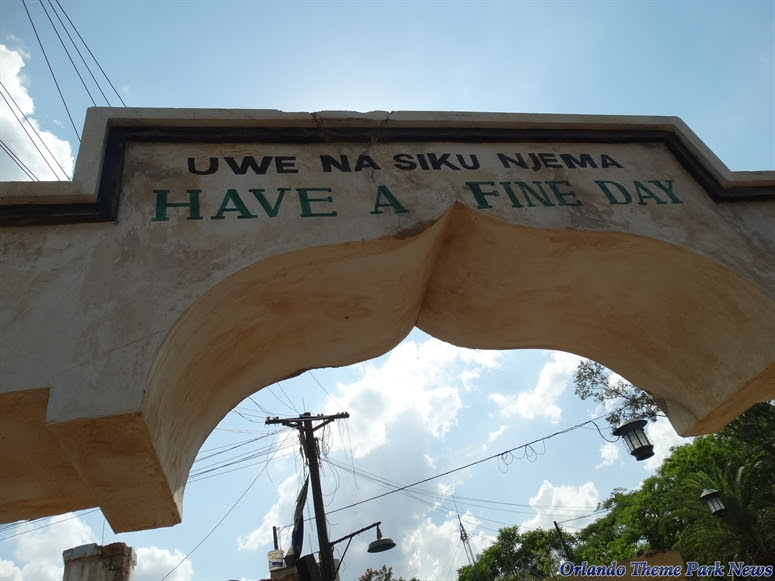 UWE NA SIKU NJEMA
HAVE A FINE DAY
Orlando Theme Park News